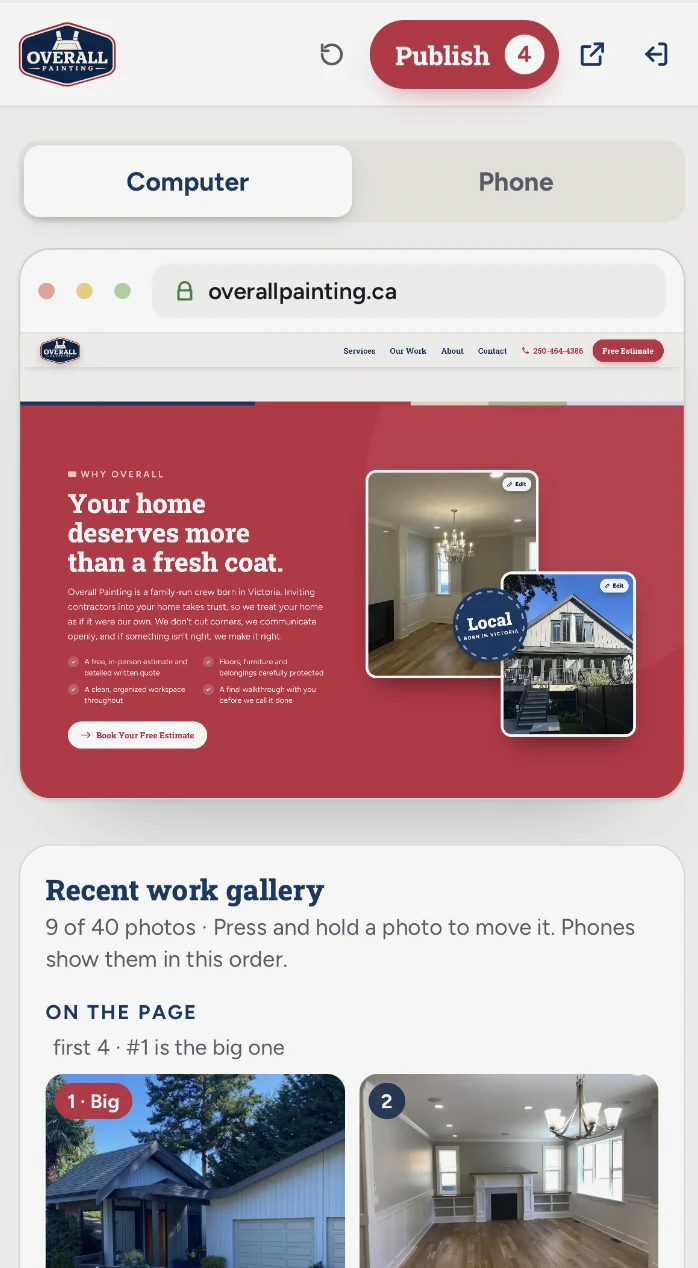 OVERALL
PAINTING
Publish 4
Computer
Phone
overallpainting.ca
OVERALL
Services
Our Work
About
Contact
250-464-4386
Free Estimate
WHY OVERALL
Your home
deserves more
than a fresh coat.
Overall Painting is a family-run crew born in Victoria. Inviting
contractors into your home takes trust, so we treat your home
as if it were our own. We don't cut corners, we communicate
openly, and if something isn't right, we make it right.
A free, in-person estimate and
detailed written quote
Floors, furniture and
belongings carefully protected
A clean, organized workspace
throughout
A final walkthrough with you
before we call it done
Book Your Free Estimate
Edit
Edit
Local
BORN IN VICTORIA
Recent work gallery
9 of 40 photos · Press and hold a photo to move it. Phones
show them in this order.
ON THE PAGE
first 4 · #1 is the big one
1 · Big
2